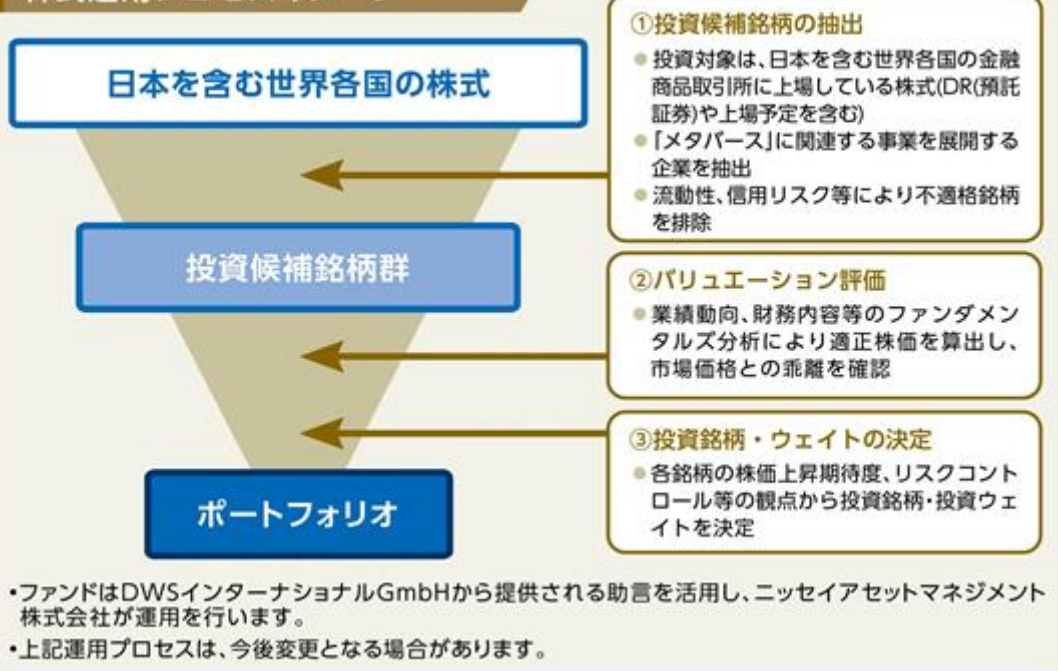 日本を含む世界各国の株式
投資候補銘柄群
ポートフォリオ
①投資候補銘柄の抽出
●投資対象は、日本を含む世界各国の金融
商品取引所に上場している株式(DR(預託
証券)や上場予定を含む)
●「メタバース」に関連する事業を展開する
企業を抽出
●流動性、信用リスク等により不適格銘柄
を排除
②バリュエーション評価
●業績動向、財務内容等のファンダメン
タルズ分析により適正株価を算出し、
市場価格との乖離を確認
③投資銘柄・ウェイトの決定
●各銘柄の株価上昇期待度、リスクコント
ロール等の観点から投資銘柄・投資ウェ
イトを決定
•ファンドはDWSインターナショナルGmbHから提供される助言を活用し、ニッセイアセットマネジメント
株式会社が運用を行います。
•上記運用プロセスは、今後変更となる場合があります。